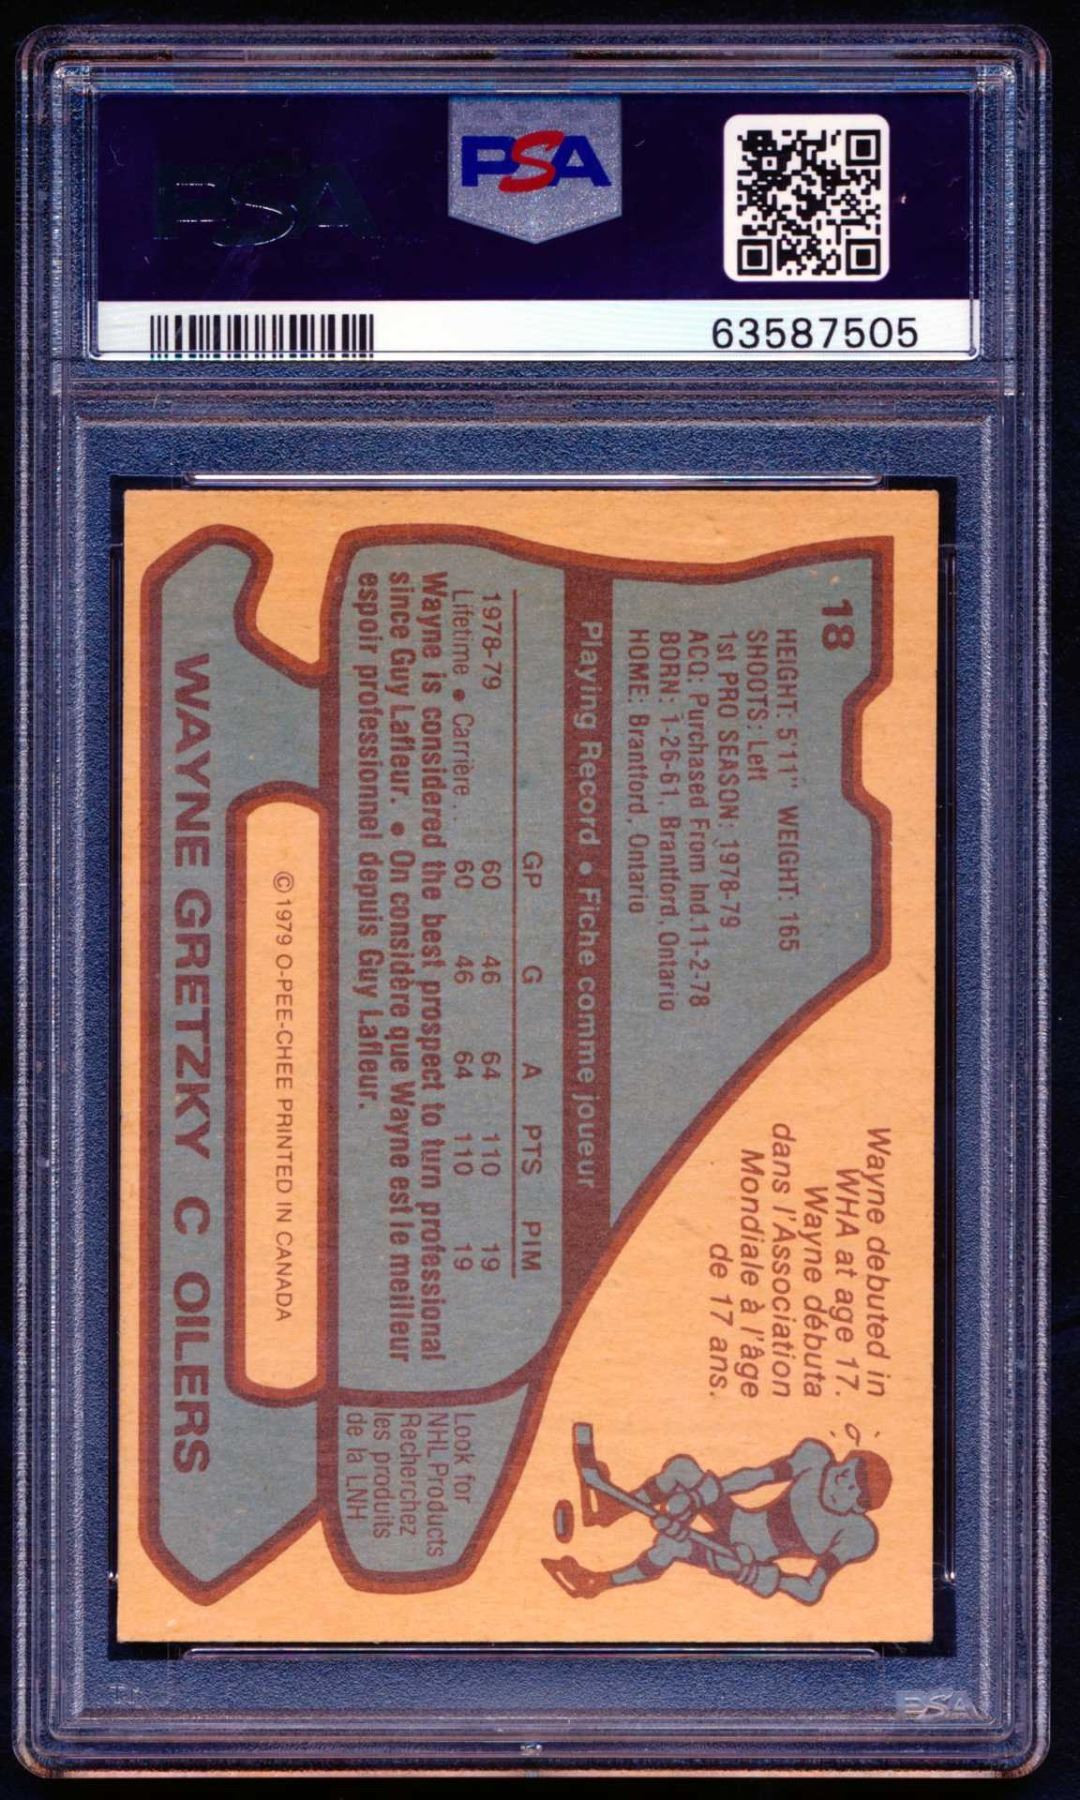 PSA
PSA
63587505
18
HEIGHT: 5'11" WEIGHT: 165
SHOOTS: Left
1st PRO SEASON: 1978-79
ACQ: Purchased From Ind.11-2-78
BORN: 1-26-61, Brantford, Ontario
HOME: Brantford, Ontario
Wayne debuted in
WHA at age 17.
Wayne débuta
dans l'Association
Mondiale à l'âge
de 17 ans.
Playing Record • Fiche comme joueur
GP G A PTS PIM
1978-79 60 46 64 110 19
Lifetime • Carrière . . 60 46 64 110 19
Wayne is considered the best prospect to turn professional
since Guy Lafleur. • On considère que Wayne est le meilleur
espoir professionnel depuis Guy Lafleur.
Look for
NHL Products
Recherchez
les produits
de la LNH
©1979 O-PEE-CHEE PRINTED IN CANADA
WAYNE GRETZKY C OILERS
PSA